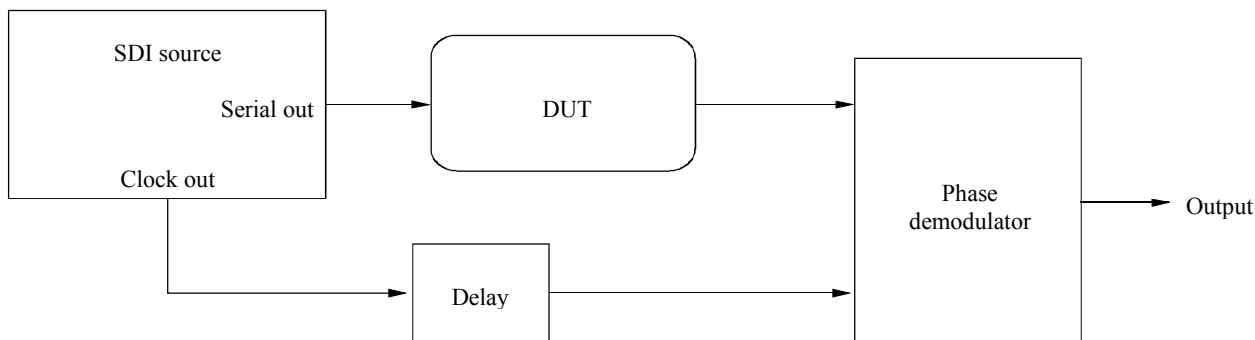 SDI source
Serial out
Clock out
DUT
Delay
Phase
demodulator
Output